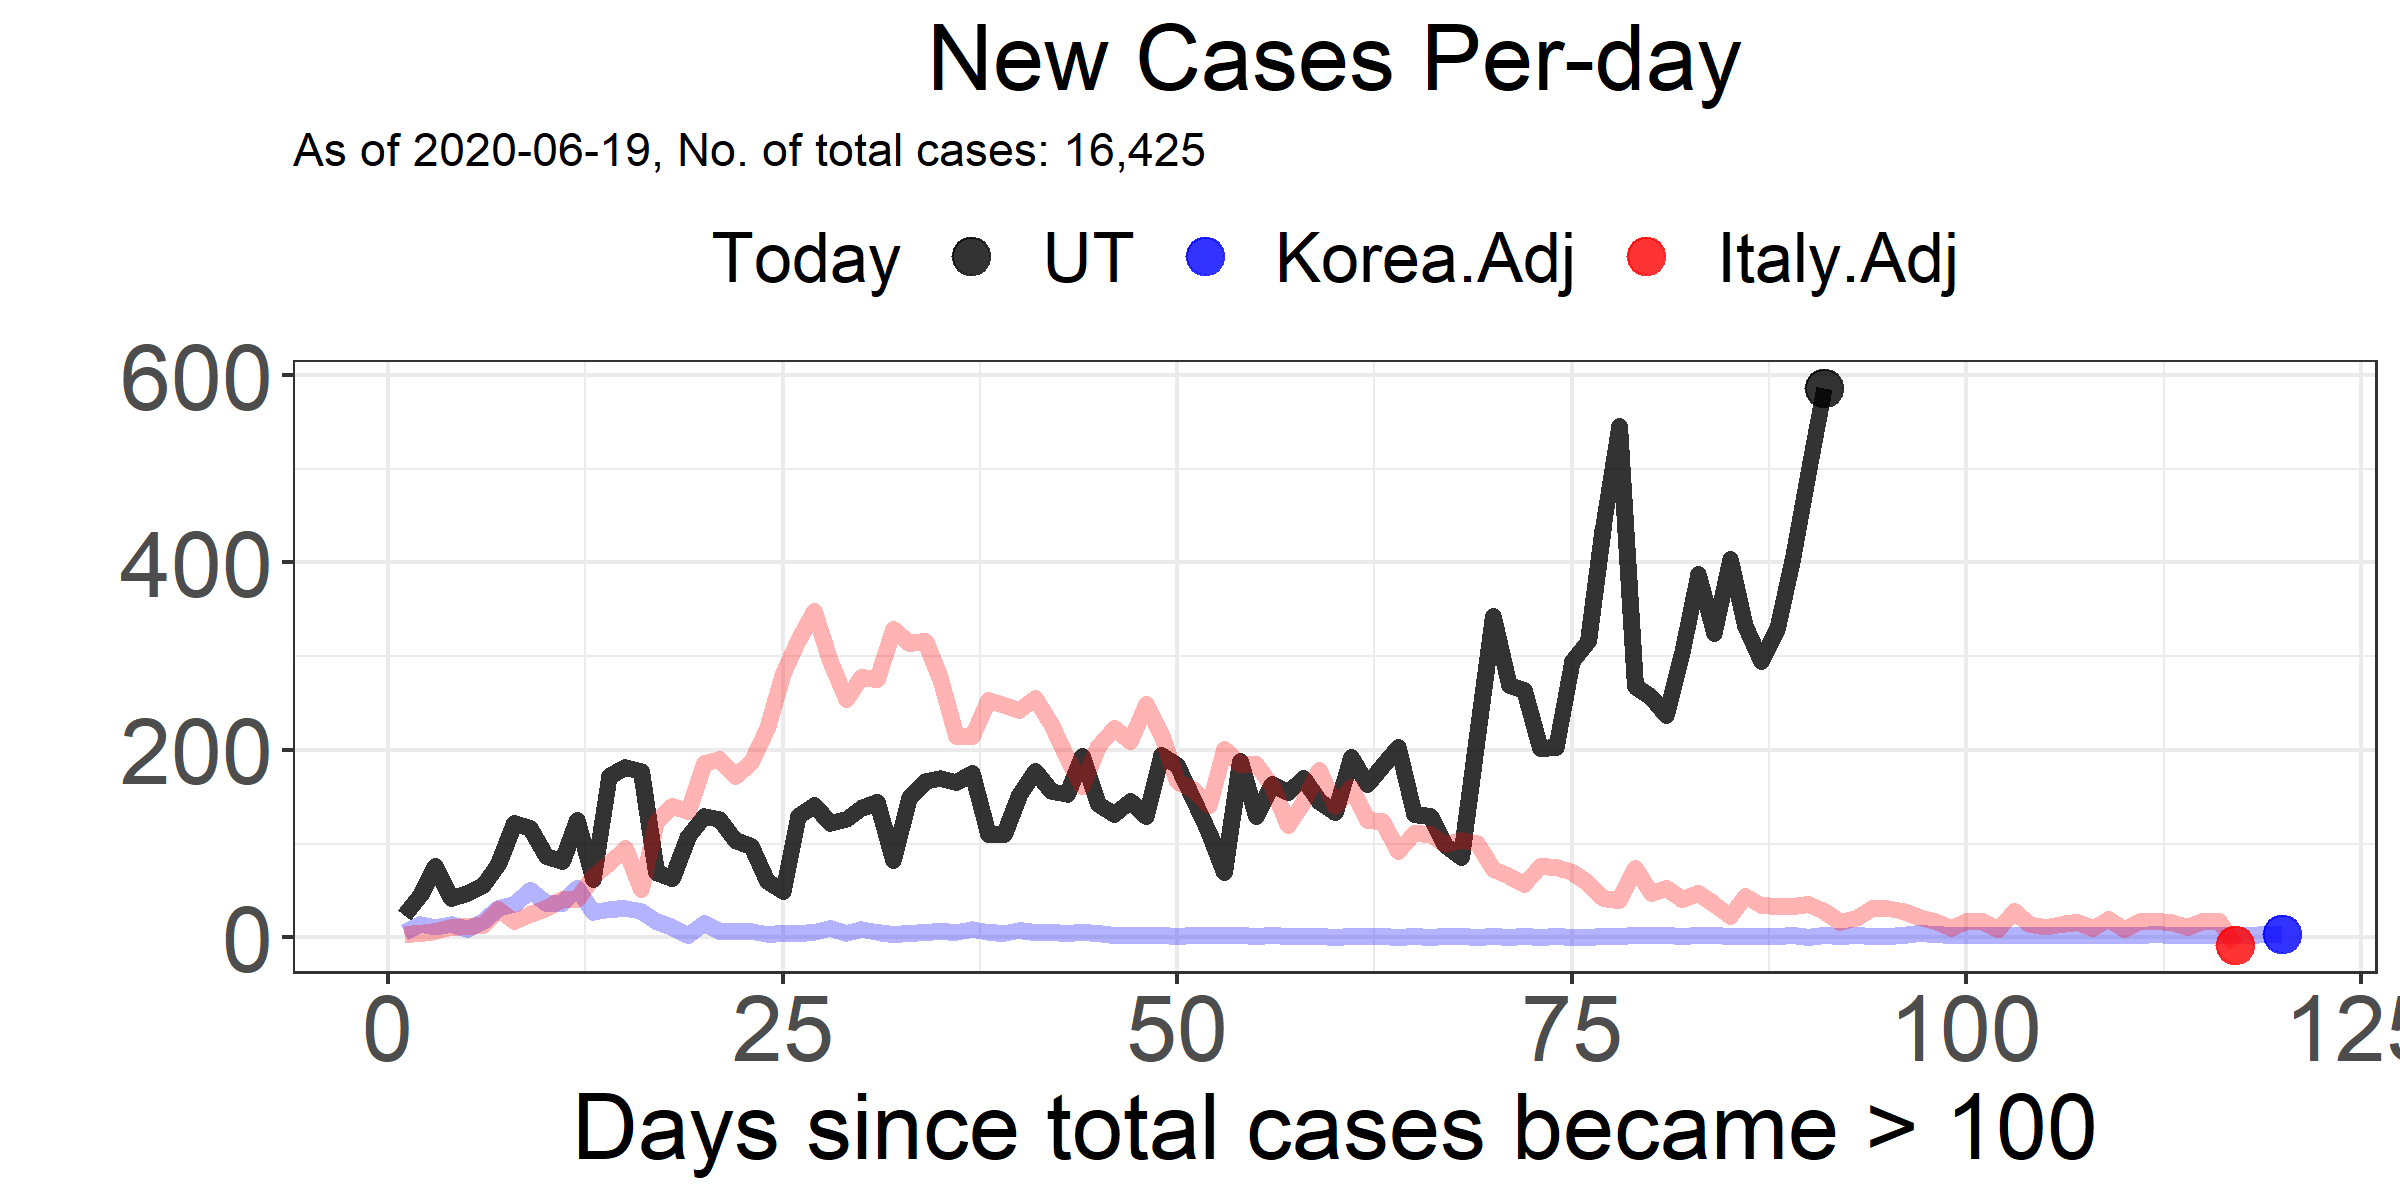 New Cases Per-day
As of 2020-06-19, No. of total cases: 16,425
Today UT Korea.Adj Italy.Adj
600
400
200
0
0 25 50 75 100 125
Days since total cases became > 100